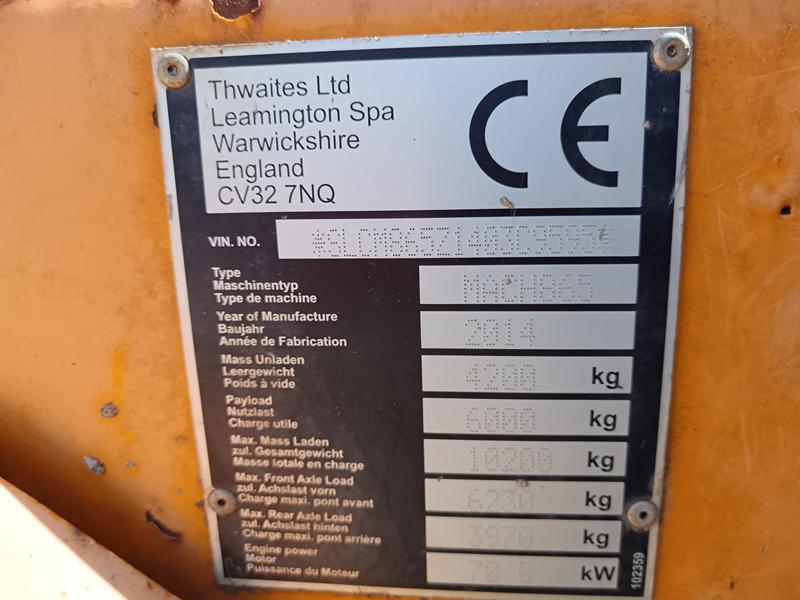 Thwaites Ltd
Leamington Spa
Warwickshire
England
CV32 7NQ
CE
VIN. NO.
Type
Maschinentyp MACH865
Type de machine
Year of Manufacture
Baujahr 2014
Année de Fabrication
Mass Unladen
Leergewicht 4200 kg
Poids à vide
Payload
Nutzlast 6000 kg
Charge utile
Max. Mass Laden
zul. Gesamtgewicht 10200 kg
Masse totale en charge
Max. Front Axle Load
zul. Achslast vorn 6230 kg
Charge maxi. pont avant
Max. Rear Axle Load
zul. Achslast hinten 3970 kg
Charge maxi. pont arrière
Engine power
Motor 70.0 kW
Puissance du Moteur
102359